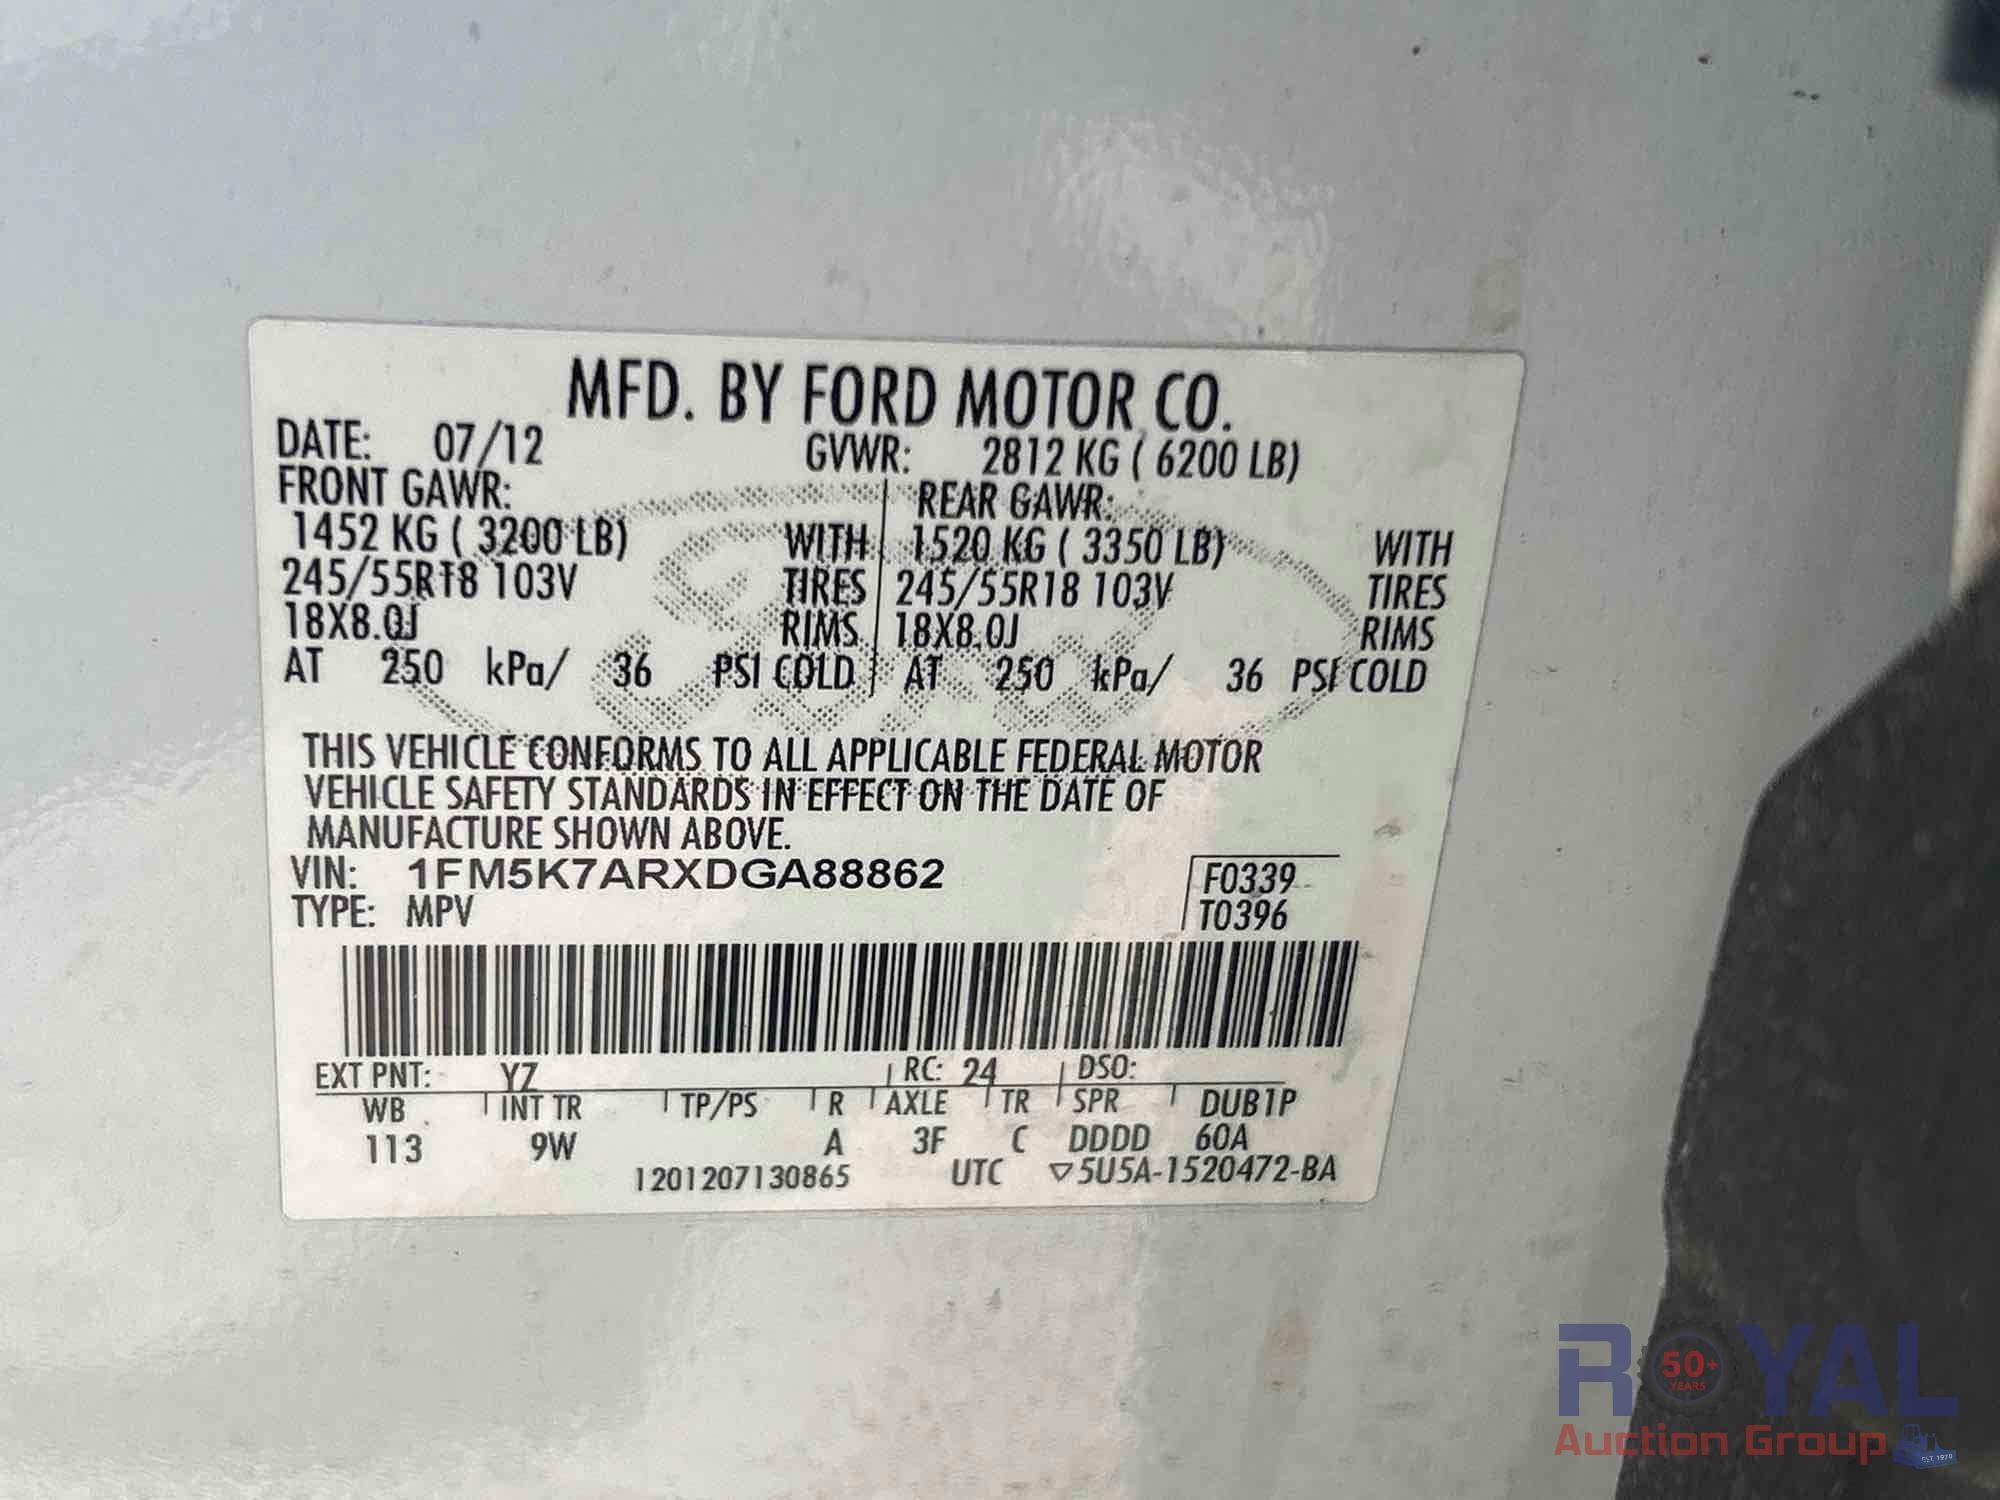 MFD. BY FORD MOTOR CO.
DATE: 07/12 GVWR: 2812 KG ( 6200 LB)
FRONT GAWR: REAR GAWR:
1452 KG ( 3200 LB) WITH 1520 KG ( 3350 LB) WITH
245/55R18 103V TIRES 245/55R18 103V TIRES
18X8.0J RIMS 18X8.0J RIMS
AT 250 kPa/ 36 PSI COLD AT 250 kPa/ 36 PSI COLD
THIS VEHICLE CONFORMS TO ALL APPLICABLE FEDERAL MOTOR
VEHICLE SAFETY STANDARDS IN EFFECT ON THE DATE OF
MANUFACTURE SHOWN ABOVE.
VIN: 1FM5K7ARXDGA88862 F0339
TYPE: MPV T0396
EXT PNT: YZ RC: 24 DSO:
WB INT TR TP/PS R AXLE TR SPR DUB1P
113 9W A 3F C DDDD 60A
1201207130865 UTC ▽5U5A-1520472-BA
ROYAL
50+
YEARS
Auction Group
EST. 1970